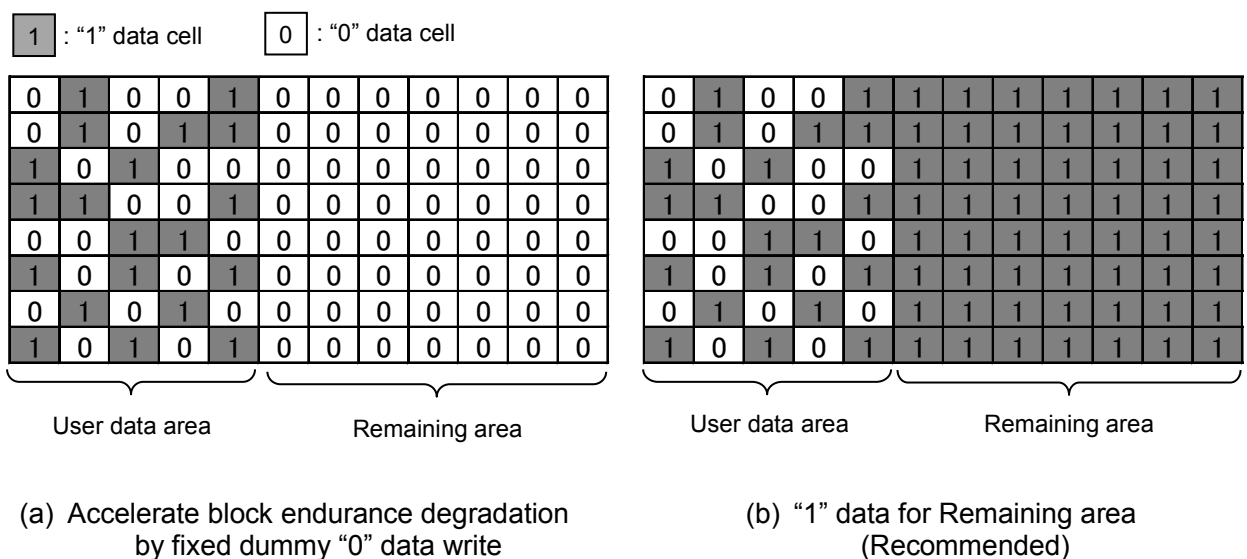 1 : “1” data cell 0 : “0” data cell
0 1 0 0 1 0 0 0 0 0 0 0 0 1 0 0 1 1 1 1 1 1 1 1
0 1 0 1 1 0 0 0 0 0 0 0 0 1 0 1 1 1 1 1 1 1 1 1
1 0 1 0 0 0 0 0 0 0 0 0 1 0 1 0 0 1 1 1 1 1 1 1
1 1 0 0 1 0 0 0 0 0 0 0 1 1 0 0 1 1 1 1 1 1 1 1
0 0 1 1 0 0 0 0 0 0 0 0 0 0 1 1 0 1 1 1 1 1 1 1
1 0 1 0 1 0 0 0 0 0 0 0 1 0 1 0 1 1 1 1 1 1 1 1
0 1 0 1 0 0 0 0 0 0 0 0 0 1 0 1 0 1 1 1 1 1 1 1
1 0 1 0 1 0 0 0 0 0 0 0 1 0 1 0 1 1 1 1 1 1 1 1
User data area Remaining area User data area Remaining area
(a) Accelerate block endurance degradation (b) “1” data for Remaining area
by fixed dummy “0” data write (Recommended)